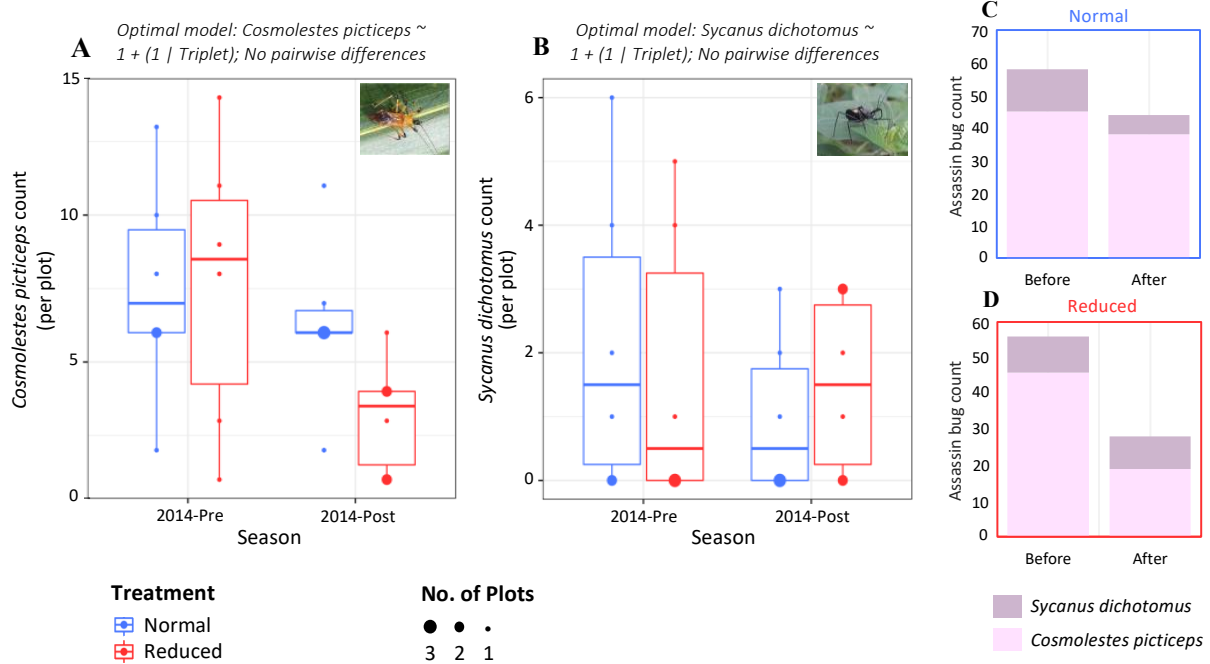 A
Optimal model: Cosmolestes picticeps ~
1 + (1 | Triplet); No pairwise differences
Cosmolestes picticeps count
(per plot)
15
10
5
0
2014-Pre
2014-Post
Season
B
Optimal model: Sycanus dichotomus ~
1 + (1 | Triplet); No pairwise differences
Sycanus dichotomus count
(per plot)
6
4
2
0
2014-Pre
2014-Post
Season
C
Normal
Assassin bug count
70
60
50
40
30
20
10
0
Before
After
D
Reduced
Assassin bug count
60
50
40
30
20
10
0
Before
After
Treatment
Normal
Reduced
No. of Plots
3 2 1
Sycanus dichotomus
Cosmolestes picticeps